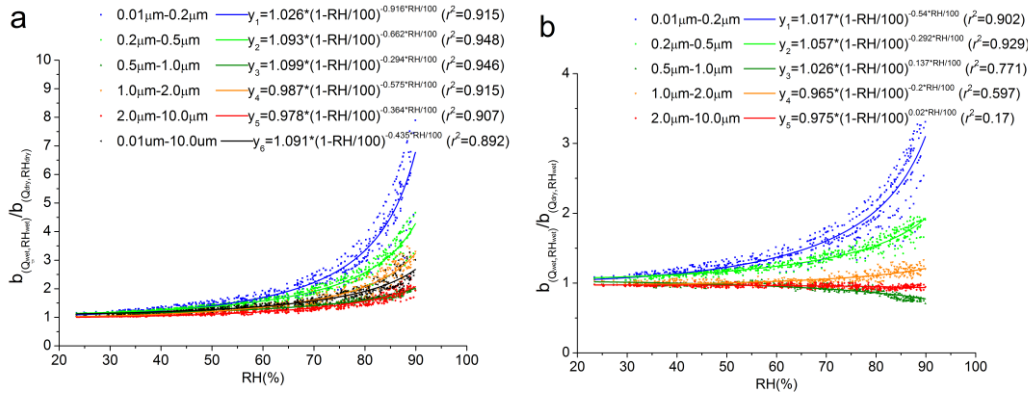 a
0.01μm-0.2μm y₁=1.026*(1-RH/100)^-0.916*RH/100 (r²=0.915)
0.2μm-0.5μm y₂=1.093*(1-RH/100)^-0.662*RH/100 (r²=0.948)
0.5μm-1.0μm y₃=1.099*(1-RH/100)^-0.294*RH/100 (r²=0.946)
1.0μm-2.0μm y₄=0.987*(1-RH/100)^-0.575*RH/100 (r²=0.915)
2.0μm-10.0μm y₅=0.978*(1-RH/100)^-0.364*RH/100 (r²=0.907)
0.01um-10.0um y₆=1.091*(1-RH/100)^-0.435*RH/100 (r²=0.892)
b(Qwet,RHwet)/b(Qdry,RHdry)
10
9
8
7
6
5
4
3
2
1
0
20 30 40 50 60 70 80 90 100
RH(%)
b
0.01μm-0.2μm y₁=1.017*(1-RH/100)^-0.54*RH/100 (r²=0.902)
0.2μm-0.5μm y₂=1.057*(1-RH/100)^-0.292*RH/100 (r²=0.929)
0.5μm-1.0μm y₃=1.026*(1-RH/100)^0.137*RH/100 (r²=0.771)
1.0μm-2.0μm y₄=0.965*(1-RH/100)^-0.2*RH/100 (r²=0.597)
2.0μm-10.0μm y₅=0.975*(1-RH/100)^0.02*RH/100 (r²=0.17)
b(Qwet,RHwet)/b(Qdry,RHwet)
4
3
2
1
0
20 30 40 50 60 70 80 90 100
RH(%)